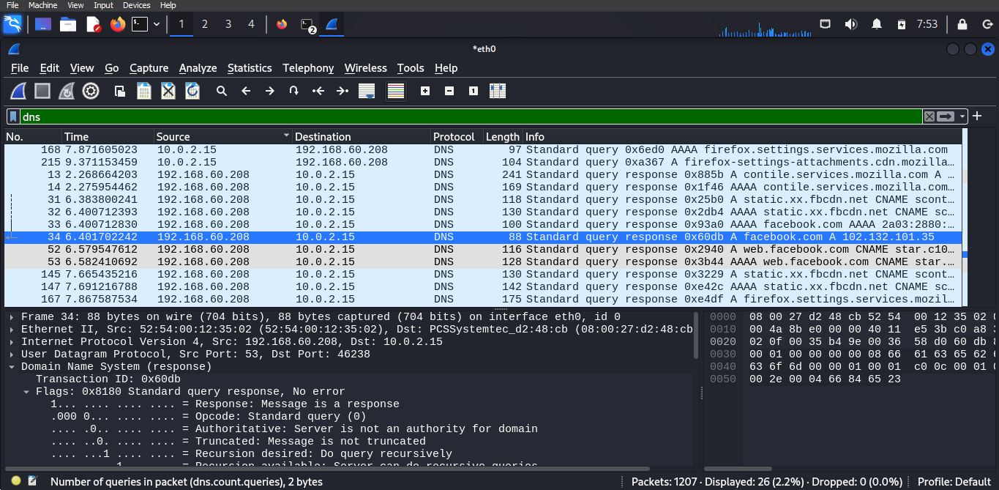 File Machine View Input Devices Help
1 2 3 4 2 7:53
*eth0
File Edit View Go Capture Analyze Statistics Telephony Wireless Tools Help
dns
No. Time Source Destination Protocol Length Info
168 7.871605023 10.0.2.15 192.168.60.208 DNS 97 Standard query 0x6ed0 AAAA firefox.settings.services.mozilla.com
215 9.371153459 10.0.2.15 192.168.60.208 DNS 104 Standard query 0xa367 A firefox-settings-attachments.cdn.mozilla…
13 2.268664203 192.168.60.208 10.0.2.15 DNS 241 Standard query response 0x885b A contile.services.mozilla.com A …
14 2.275954462 192.168.60.208 10.0.2.15 DNS 169 Standard query response 0x1f46 AAAA contile.services.mozilla.com…
31 6.383800241 192.168.60.208 10.0.2.15 DNS 118 Standard query response 0x25b0 A static.xx.fbcdn.net CNAME scont…
32 6.400712393 192.168.60.208 10.0.2.15 DNS 130 Standard query response 0x2db4 AAAA static.xx.fbcdn.net CNAME sc…
33 6.400712830 192.168.60.208 10.0.2.15 DNS 100 Standard query response 0x93a0 AAAA facebook.com AAAA 2a03:2880:…
34 6.401702242 192.168.60.208 10.0.2.15 DNS 88 Standard query response 0x60db A facebook.com A 102.132.101.35
52 6.579547612 192.168.60.208 10.0.2.15 DNS 116 Standard query response 0x2940 A web.facebook.com CNAME star.c10…
53 6.582410692 192.168.60.208 10.0.2.15 DNS 128 Standard query response 0x3b44 AAAA web.facebook.com CNAME star.…
145 7.665435216 192.168.60.208 10.0.2.15 DNS 130 Standard query response 0x3229 A static.xx.fbcdn.net CNAME scont…
147 7.691216788 192.168.60.208 10.0.2.15 DNS 142 Standard query response 0xe42c AAAA static.xx.fbcdn.net CNAME sc…
167 7.867587534 192.168.60.208 10.0.2.15 DNS 175 Standard query response 0xe4df A firefox.settings.services.mozil…
Frame 34: 88 bytes on wire (704 bits), 88 bytes captured (704 bits) on interface eth0, id 0
Ethernet II, Src: 52:54:00:12:35:02 (52:54:00:12:35:02), Dst: PCSSystemtec_d2:48:cb (08:00:27:d2:48:cb
Internet Protocol Version 4, Src: 192.168.60.208, Dst: 10.0.2.15
User Datagram Protocol, Src Port: 53, Dst Port: 46238
Domain Name System (response)
Transaction ID: 0x60db
Flags: 0x8180 Standard query response, No error
1... .... .... .... = Response: Message is a response
.000 0... .... .... = Opcode: Standard query (0)
.... .0.. .... .... = Authoritative: Server is not an authority for domain
.... ..0. .... .... = Truncated: Message is not truncated
.... ...1 .... .... = Recursion desired: Do query recursively
.... .... 1... .... = Recursion available: Server can do recursive queries
0000 08 00 27 d2 48 cb 52 54 00 12 35 02
0010 00 4a 8b e0 00 00 40 11 e5 3b c0 a8
0020 02 0f 00 35 b4 9e 00 36 58 d0 60 db
0030 00 01 00 00 00 00 08 66 61 63 65 62
0040 63 6f 6d 00 00 01 00 01 c0 0c 00 01
0050 00 2e 00 04 66 84 65 23
Number of queries in packet (dns.count.queries), 2 bytes
Packets: 1207 · Displayed: 26 (2.2%) · Dropped: 0 (0.0%)
Profile: Default